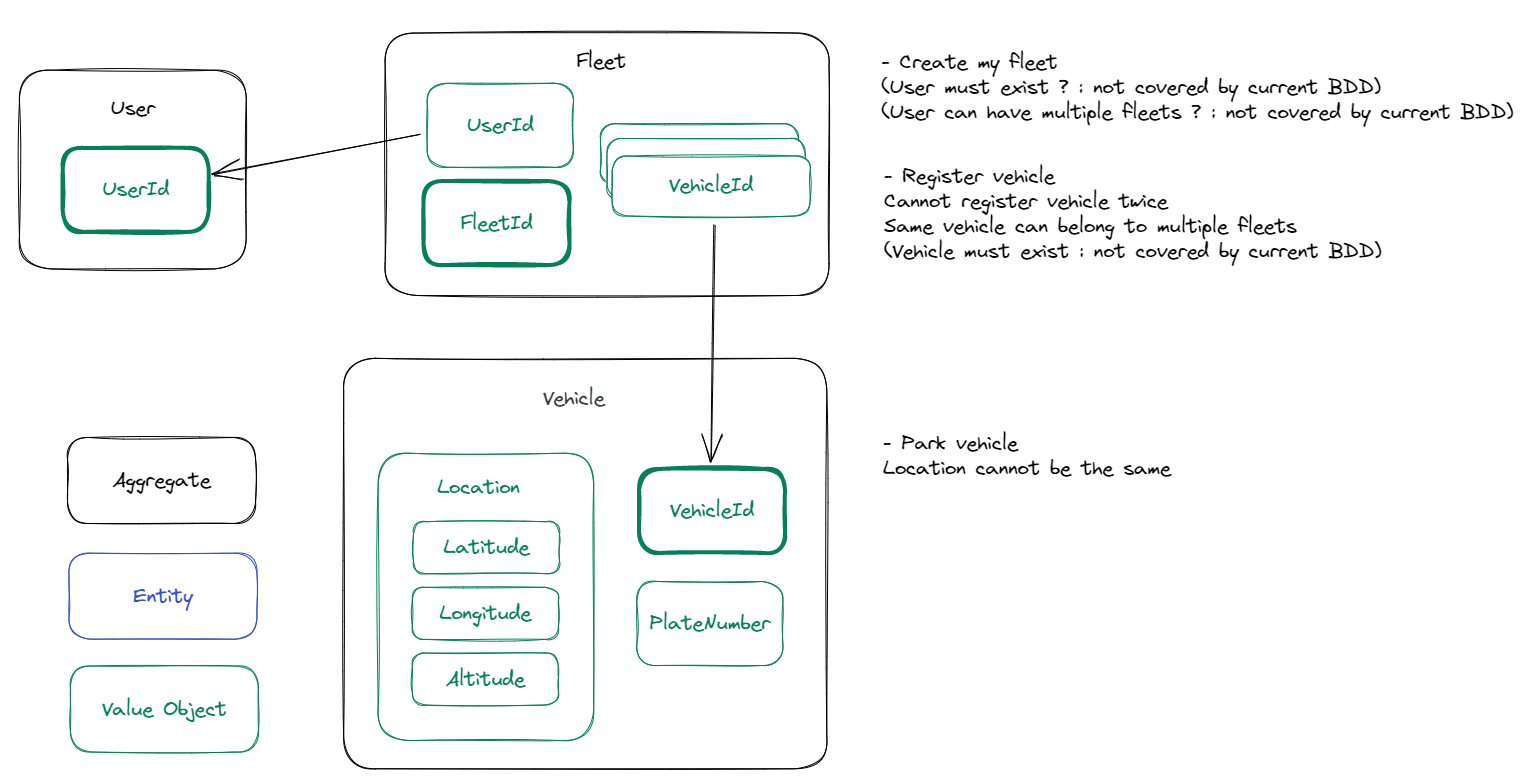 User
UserId
Fleet
UserId
FleetId
VehicleId
- Create my fleet
(User must exist ? : not covered by current BDD)
(User can have multiple fleets ? : not covered by current BDD)
- Register vehicle
Cannot register vehicle twice
Same vehicle can belong to multiple fleets
(Vehicle must exist : not covered by current BDD)
Vehicle
Location
Latitude
Longitude
Altitude
VehicleId
PlateNumber
- Park vehicle
Location cannot be the same
Aggregate
Entity
Value Object